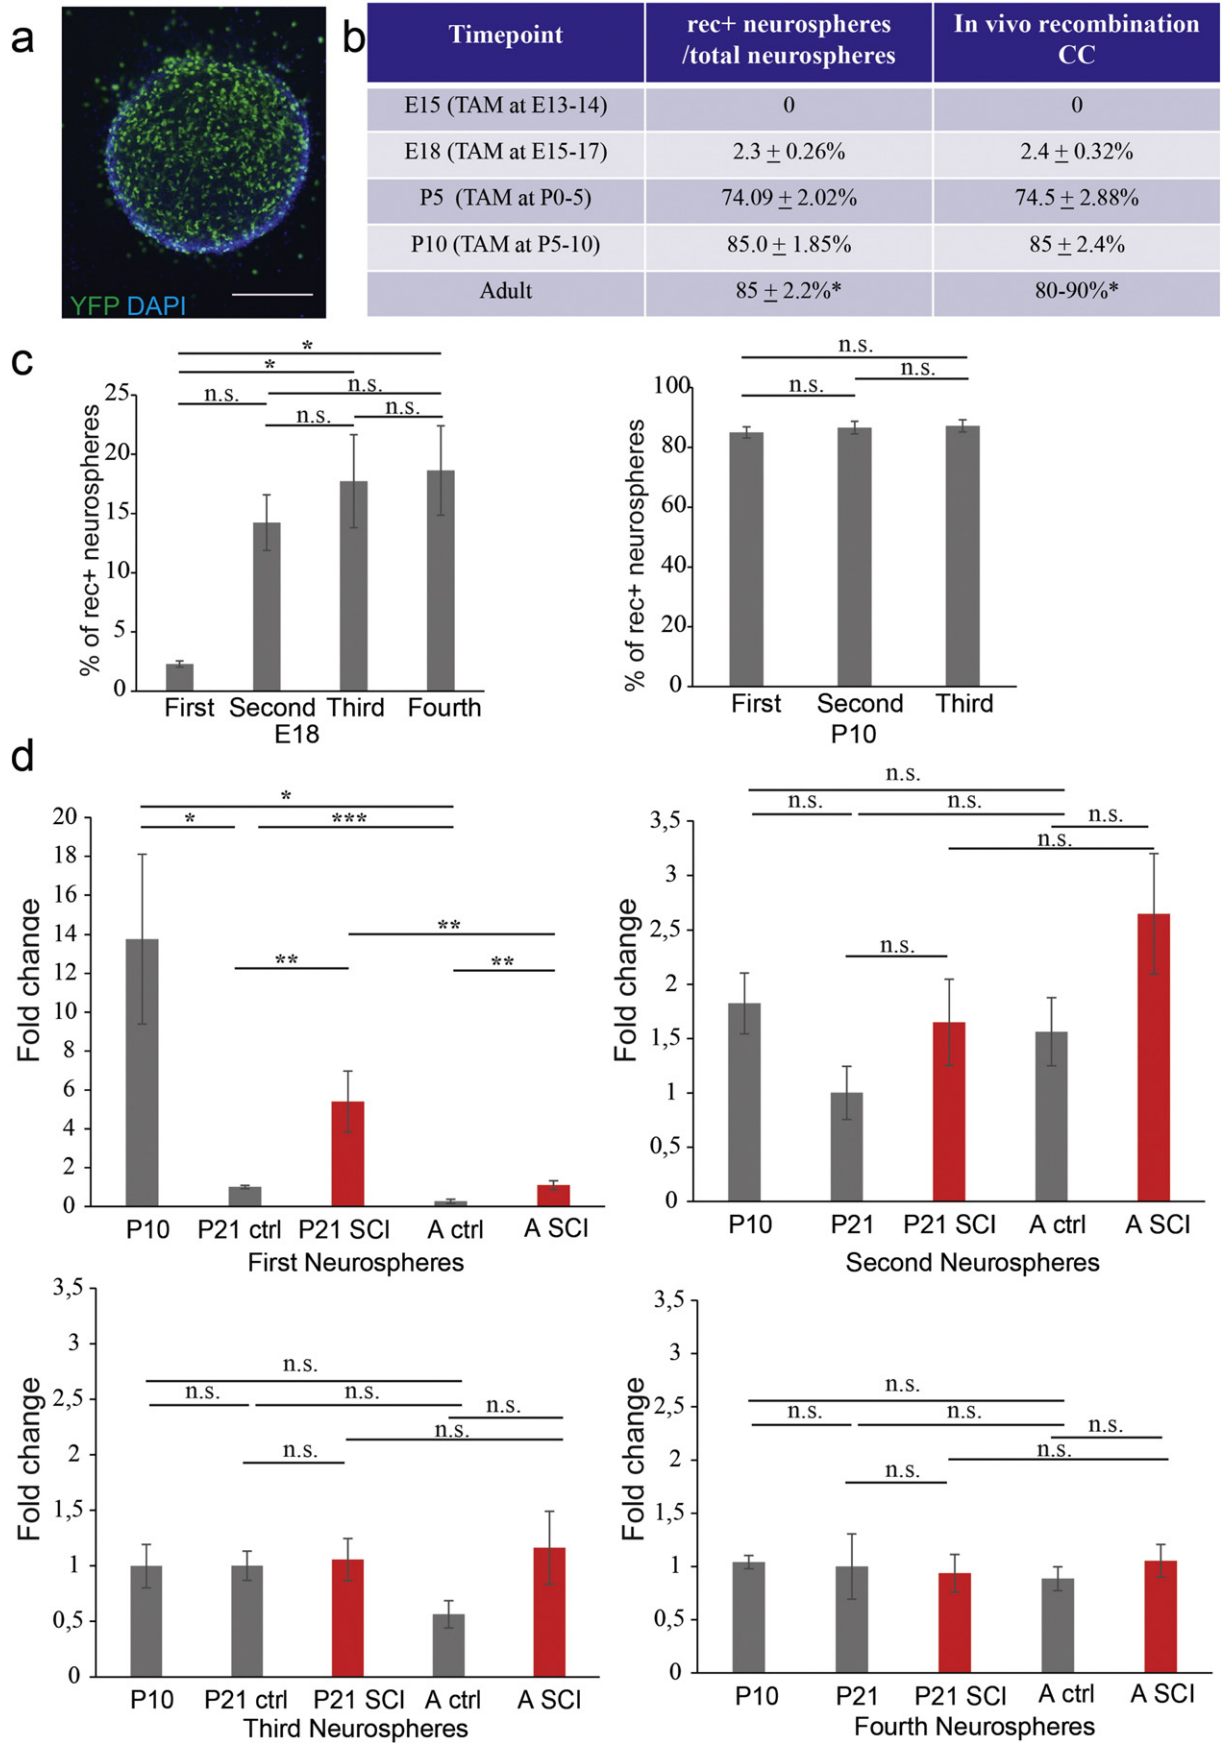 a
YFP DAPI
b
Timepoint
rec+ neurospheres
/total neurospheres
In vivo recombination
CC
E15 (TAM at E13-14) 0 0
E18 (TAM at E15-17) 2.3 ± 0.26% 2.4 ± 0.32%
P5 (TAM at P0-5) 74.09 ± 2.02% 74.5 ± 2.88%
P10 (TAM at P5-10) 85.0 ± 1.85% 85 ± 2.4%
Adult 85 ± 2.2%* 80-90%*
c
% of rec+ neurospheres
25
20
15
10
5
0
*
*
n.s.
n.s.
n.s.
n.s.
First Second Third Fourth
E18
% of rec+ neurospheres
100
80
60
40
20
0
n.s.
n.s.
n.s.
First Second Third
P10
d
Fold change
20
18
16
14
12
10
8
6
4
2
0
*
* ***
**
** **
P10 P21 ctrl P21 SCI A ctrl A SCI
First Neurospheres
Fold change
3,5
3
2,5
2
1,5
1
0,5
0
n.s.
n.s. n.s.
n.s.
n.s.
n.s.
P10 P21 P21 SCI A ctrl A SCI
Second Neurospheres
Fold change
3,5
3
2,5
2
1,5
1
0,5
0
n.s.
n.s. n.s.
n.s.
n.s.
n.s.
P10 P21 ctrl P21 SCI A ctrl A SCI
Third Neurospheres
Fold change
3,5
3
2,5
2
1,5
1
0,5
0
n.s.
n.s. n.s.
n.s.
n.s.
n.s.
P10 P21 P21 SCI A ctrl A SCI
Fourth Neurospheres